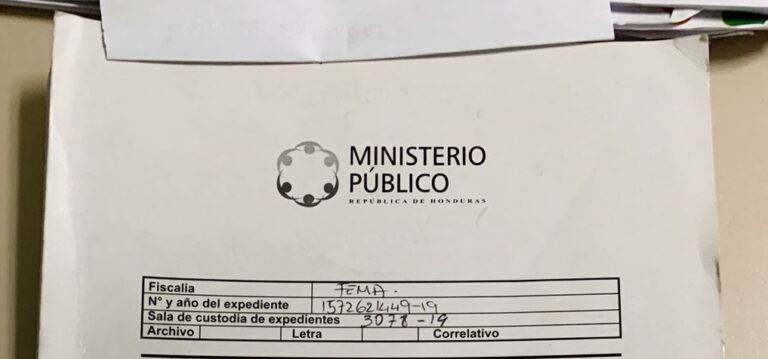 MINISTERIO
PÚBLICO
REPÚBLICA DE HONDURAS
Fiscalía FEMA.
N° y año del expediente 1572621449-19
Sala de custodia de expedientes 3078-19
Archivo Letra Correlativo